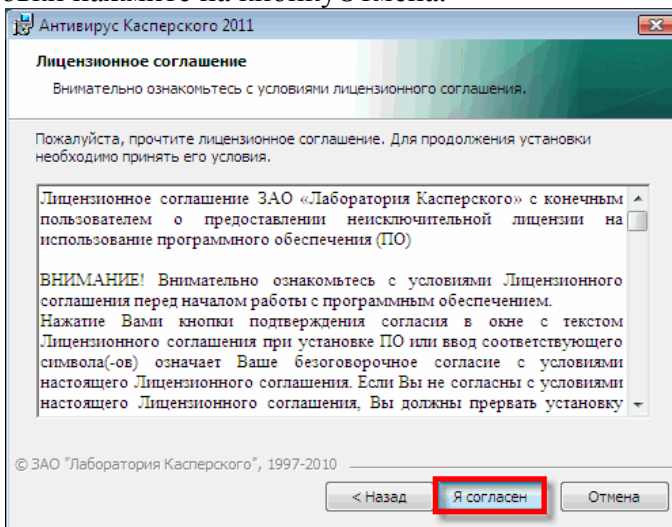 нажмите на кнопку Отмена.
Антивирус Касперского 2011
Лицензионное соглашение
Внимательно ознакомьтесь с условиями лицензионного соглашения.
Пожалуйста, прочтите лицензионное соглашение. Для продолжения установки
необходимо принять его условия.
Лицензионное соглашение ЗАО «Лаборатория Касперского» с конечным
пользователем о предоставлении неисключительной лицензии на
использование программного обеспечения (ПО)
ВНИМАНИЕ! Внимательно ознакомьтесь с условиями Лицензионного
соглашения перед началом работы с программным обеспечением.
Нажатие Вами кнопки подтверждения согласия в окне с текстом
Лицензионного соглашения при установке ПО или ввод соответствующего
символа(-ов) означает Ваше безоговорочное согласие с условиями
настоящего Лицензионного соглашения. Если Вы не согласны с условиями
настоящего Лицензионного соглашения, Вы должны прервать установку
© ЗАО "Лаборатория Касперского", 1997-2010
< Назад
Я согласен
Отмена